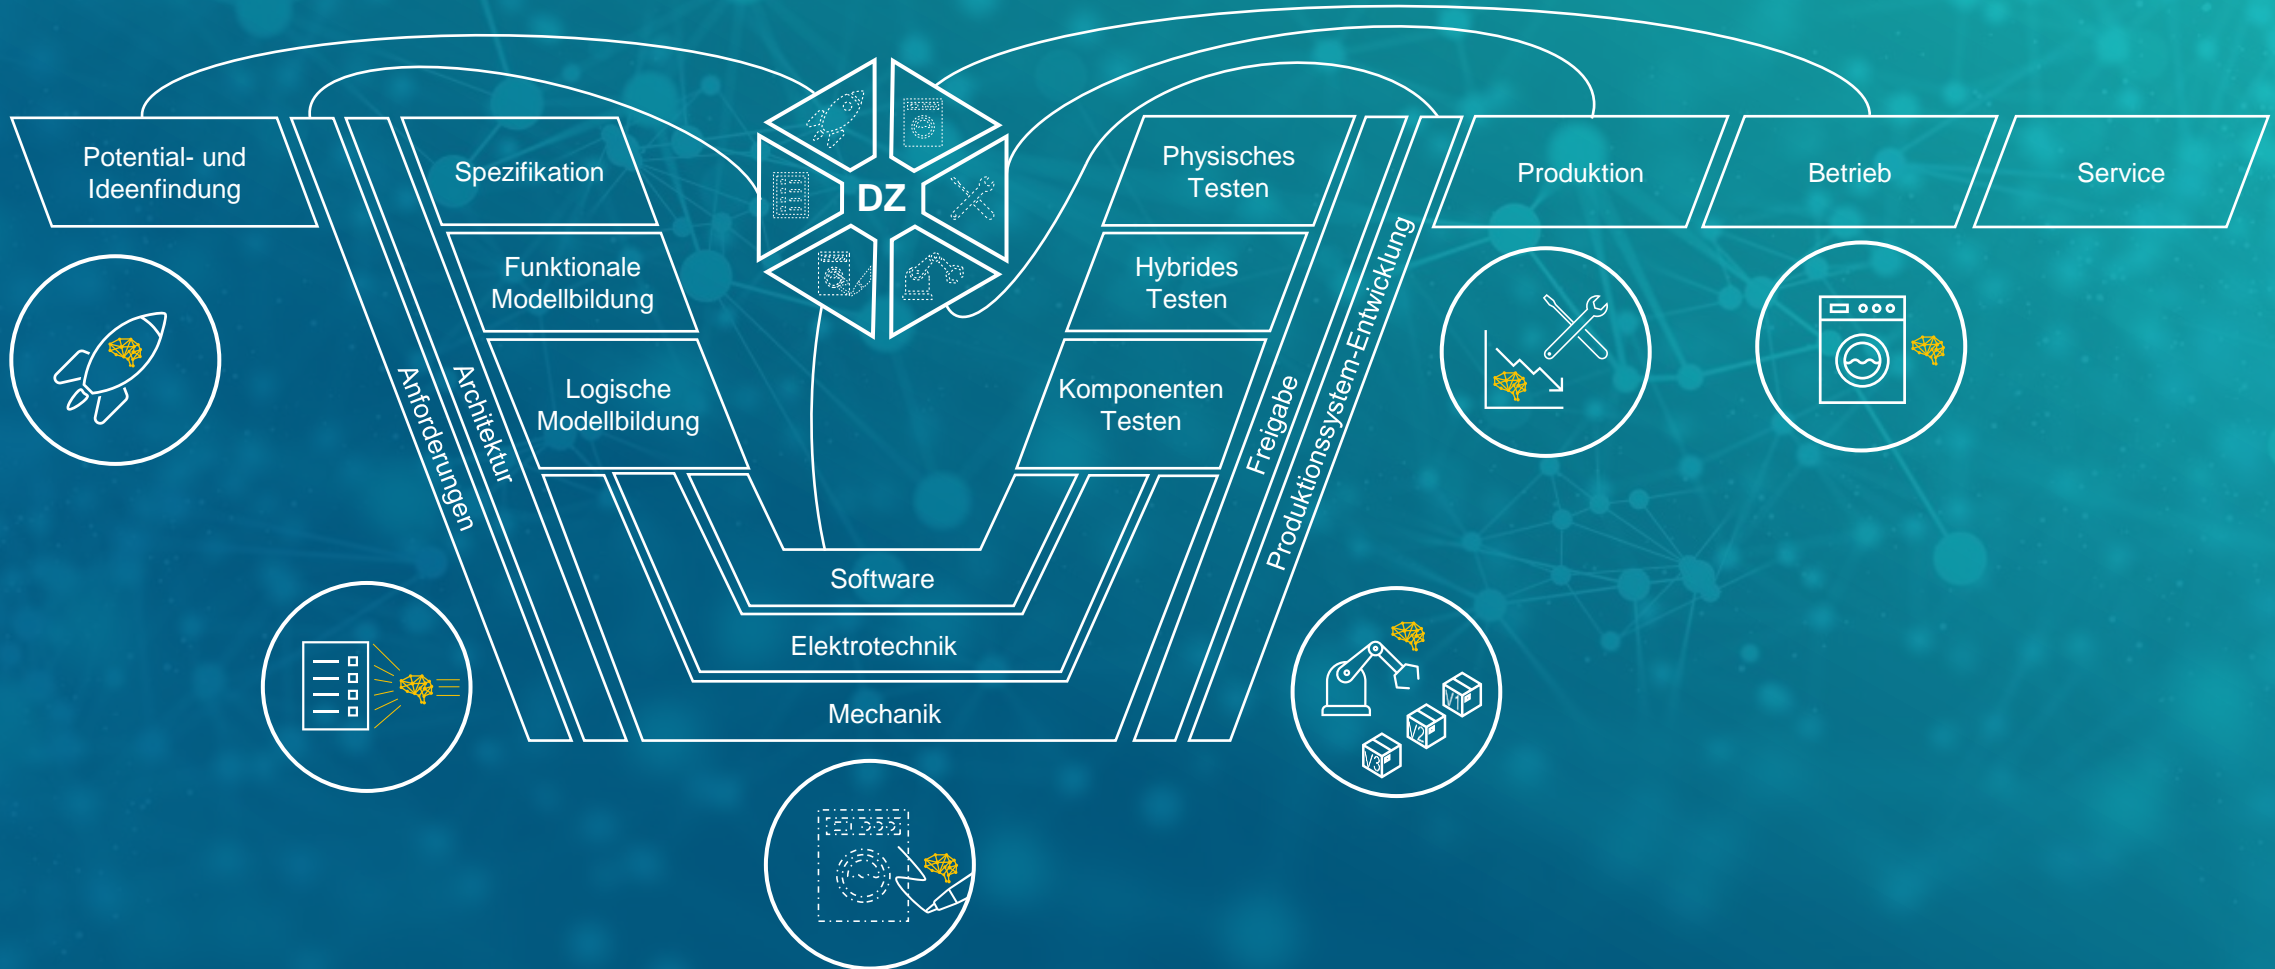 Potential- und
Ideenfindung
Anforderungen
Architektur
Spezifikation
Funktionale
Modellbildung
Logische
Modellbildung
DZ
Software
Elektrotechnik
Mechanik
Physisches
Testen
Hybrides
Testen
Komponenten
Testen
Freigabe
Produktionssystem-Entwicklung
Produktion
Betrieb
Service
V1
V2
V3